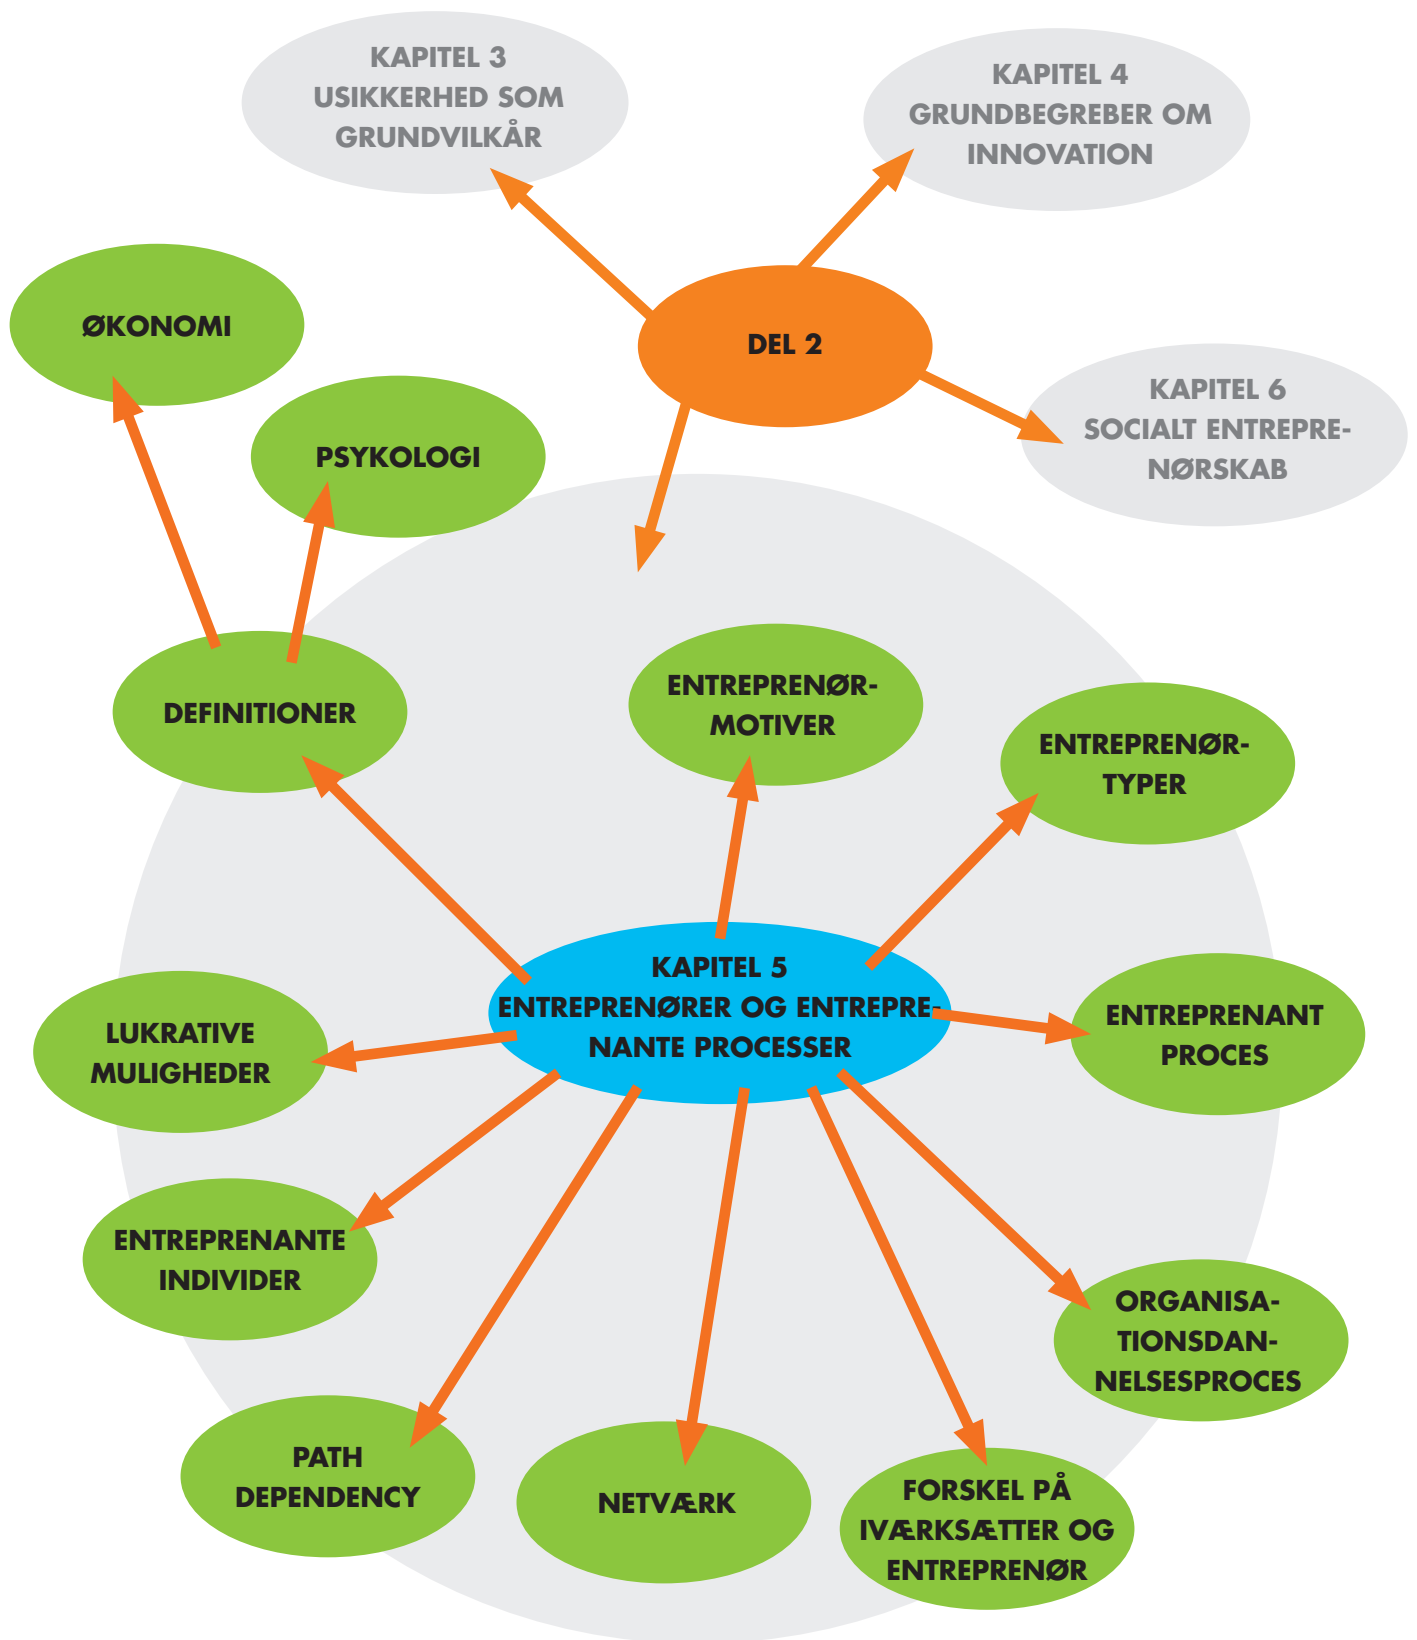 KAPITEL 3
USIKKERHED SOM
GRUNDVILKÅR
KAPITEL 4
GRUNDBEGREBER OM
INNOVATION
ØKONOMI
DEL 2
KAPITEL 6
SOCIALT ENTREPRE-
NØRSKAB
PSYKOLOGI
DEFINITIONER
ENTREPRENØR-
MOTIVER
ENTREPRENØR-
TYPER
KAPITEL 5
ENTREPRENØRER OG ENTREPRE-
NANTE PROCESSER
LUKRATIVE
MULIGHEDER
ENTREPRENANT
PROCES
ENTREPRENANTE
INDIVIDER
ORGANISA-
TIONSDAN-
NELSESPROCES
PATH
DEPENDENCY
NETVÆRK
FORSKEL PÅ
IVÆRKSÆTTER OG
ENTREPRENØR